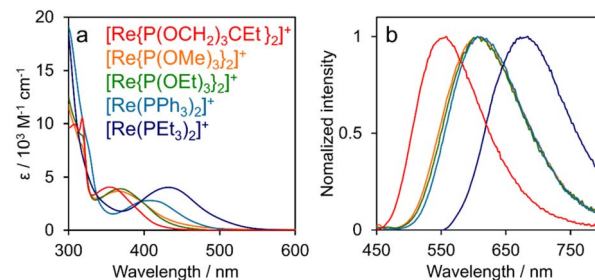 a
[Re{P(OCH₂)₃CEt}₂]⁺
[Re{P(OMe)₃}₂]⁺
[Re{P(OEt)₃}₂]⁺
[Re(PPh₃)₂]⁺
[Re(PEt₃)₂]⁺
20
15
10
5
0
ε / 10³ M⁻¹ cm⁻¹
300 400 500 600
Wavelength / nm
b
1
0.5
0
Nomalized intensity
450 550 650 750
Wavelength / nm